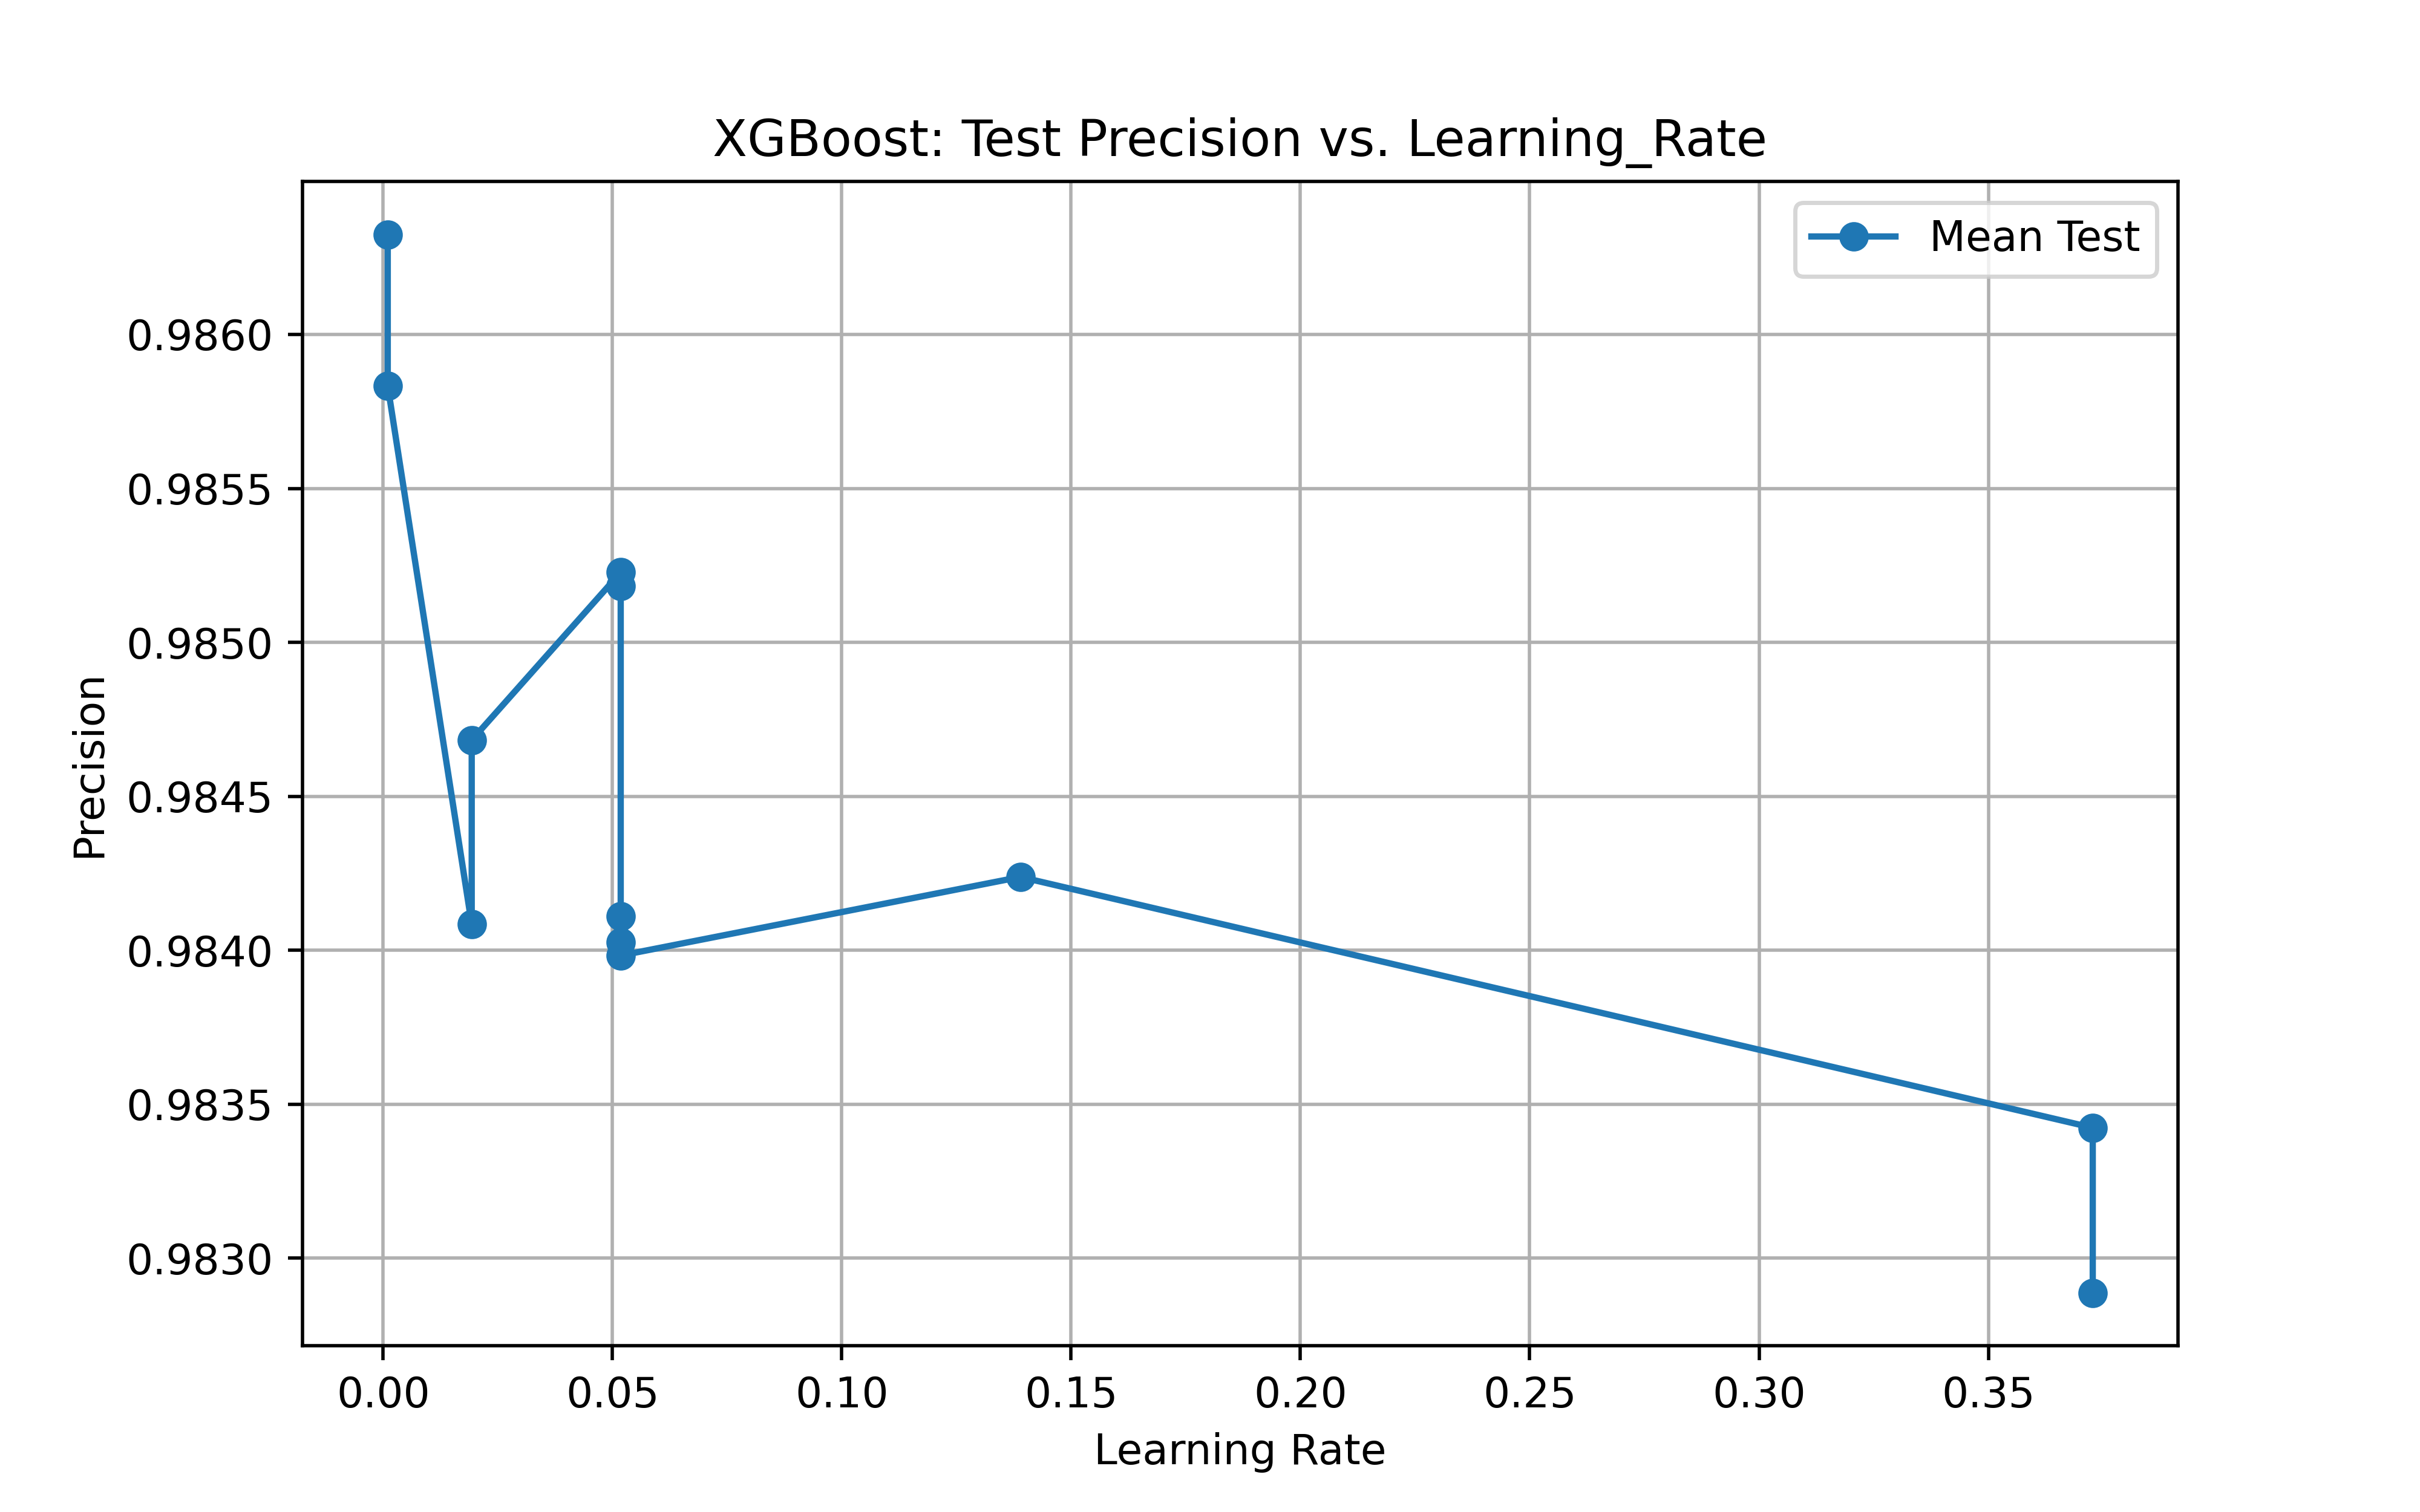 XGBoost: Test Precision vs. Learning_Rate
Mean Test
0.9860
0.9855
0.9850
0.9845
0.9840
0.9835
0.9830
Precision
0.00 0.05 0.10 0.15 0.20 0.25 0.30 0.35
Learning Rate